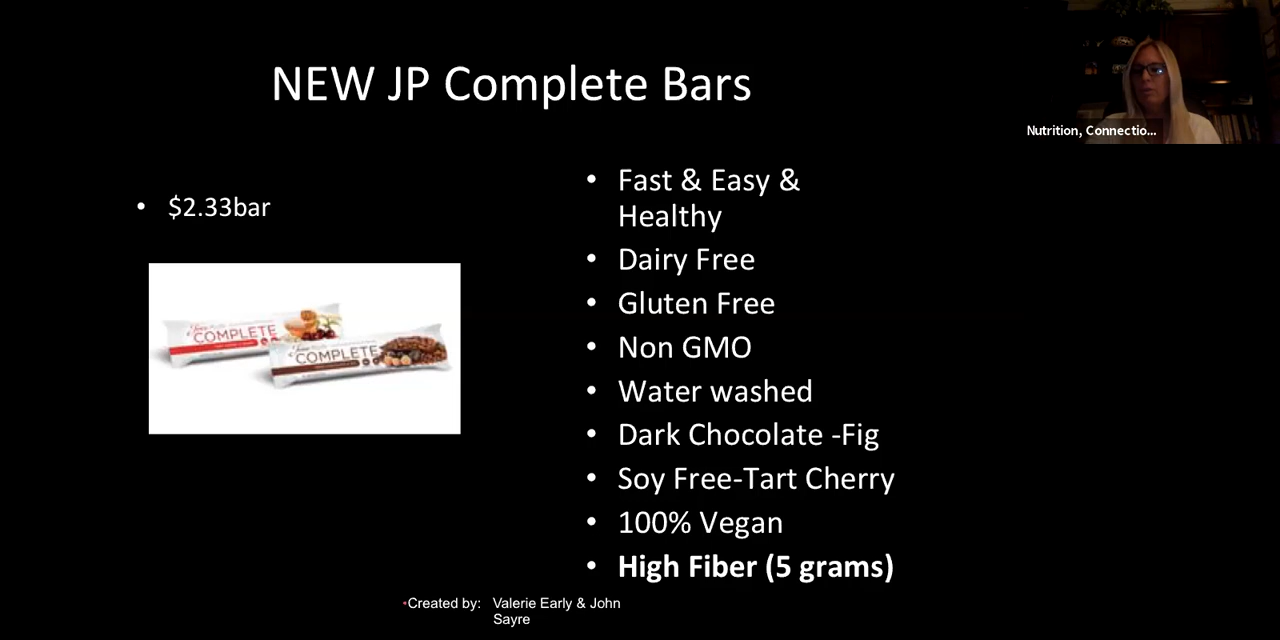 NEW JP Complete Bars
Nutrition, Connectio...
• $2.33bar
COMPLETE
COMPLETE
• Fast & Easy &
Healthy
• Dairy Free
• Gluten Free
• Non GMO
• Water washed
• Dark Chocolate -Fig
• Soy Free-Tart Cherry
• 100% Vegan
• High Fiber (5 grams)
•Created by: Valerie Early & John
Sayre